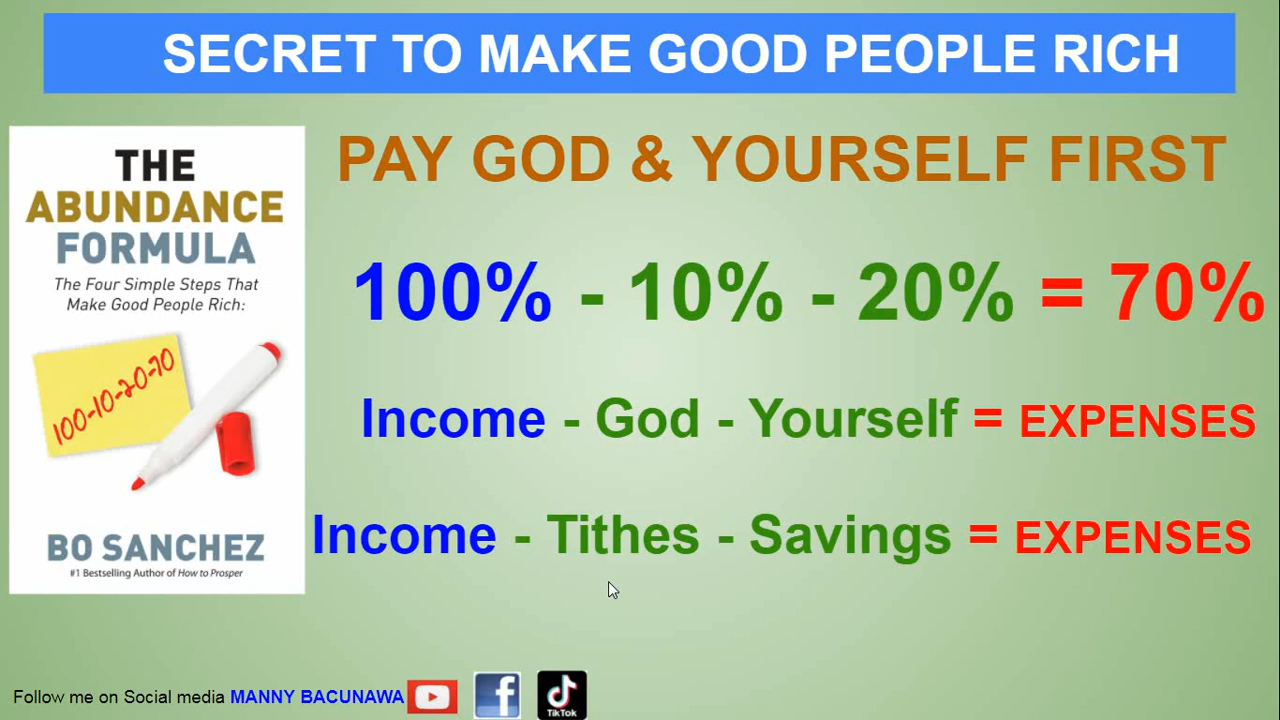 SECRET TO MAKE GOOD PEOPLE RICH
THE
ABUNDANCE
FORMULA
The Four Simple Steps That
Make Good People Rich:
100-10-20-70
BO SANCHEZ
#1 Bestselling Author of How to Prosper
PAY GOD & YOURSELF FIRST
100% - 10% - 20% = 70%
Income - God - Yourself = EXPENSES
Income - Tithes - Savings = EXPENSES
Follow me on Social media MANNY BACUNAWA
f
TikTok